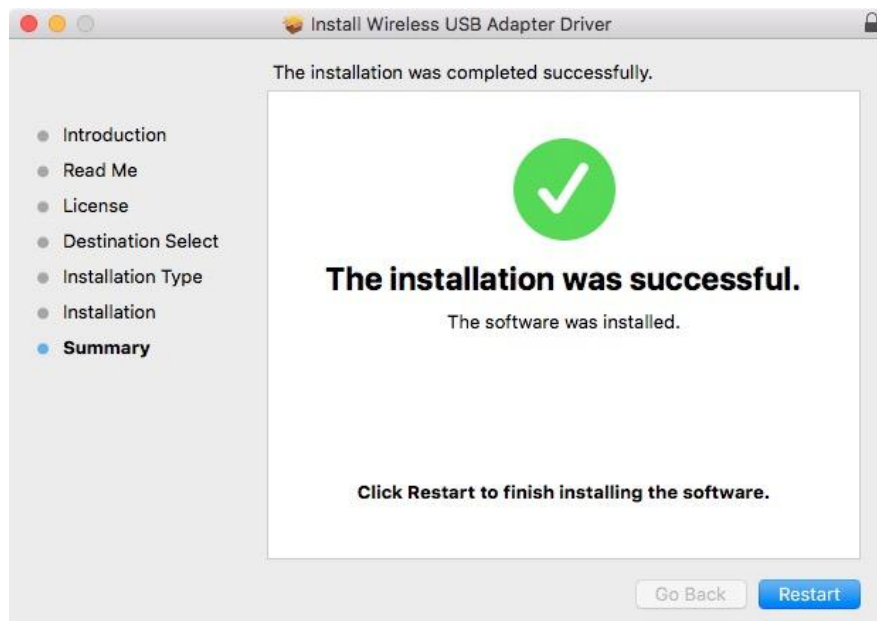 Install Wireless USB Adapter Driver
The installation was completed successfully.
Introduction
Read Me
License
Destination Select
Installation Type
Installation
Summary
The installation was successful.
The software was installed.
Click Restart to finish installing the software.
Go Back
Restart